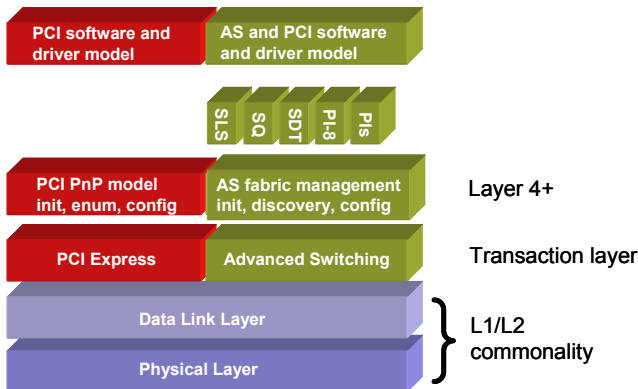 PCI software and
driver model
AS and PCI software
and driver model
SLS
SQ
SDT
PI-8
PIs
PCI PnP model
init, enum, config
AS fabric management
init, discovery, config
Layer 4+
PCI Express
Advanced Switching
Transaction layer
Data Link Layer
L1/L2
commonality
Physical Layer